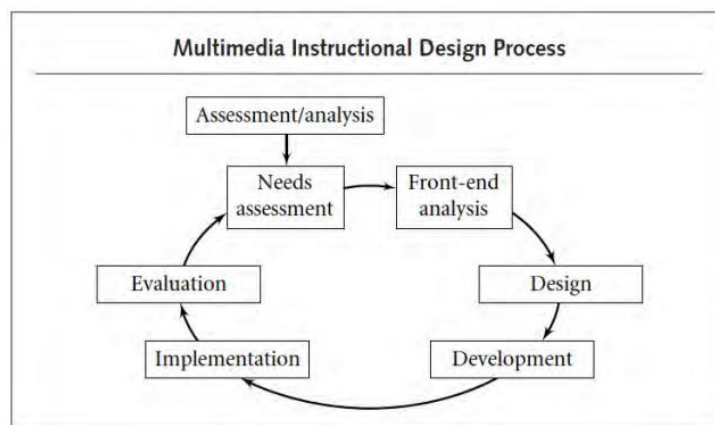 Multimedia Instructional Design Process
Assessment/analysis
Needs
assessment
Front-end
analysis
Evaluation
Design
Implementation
Development